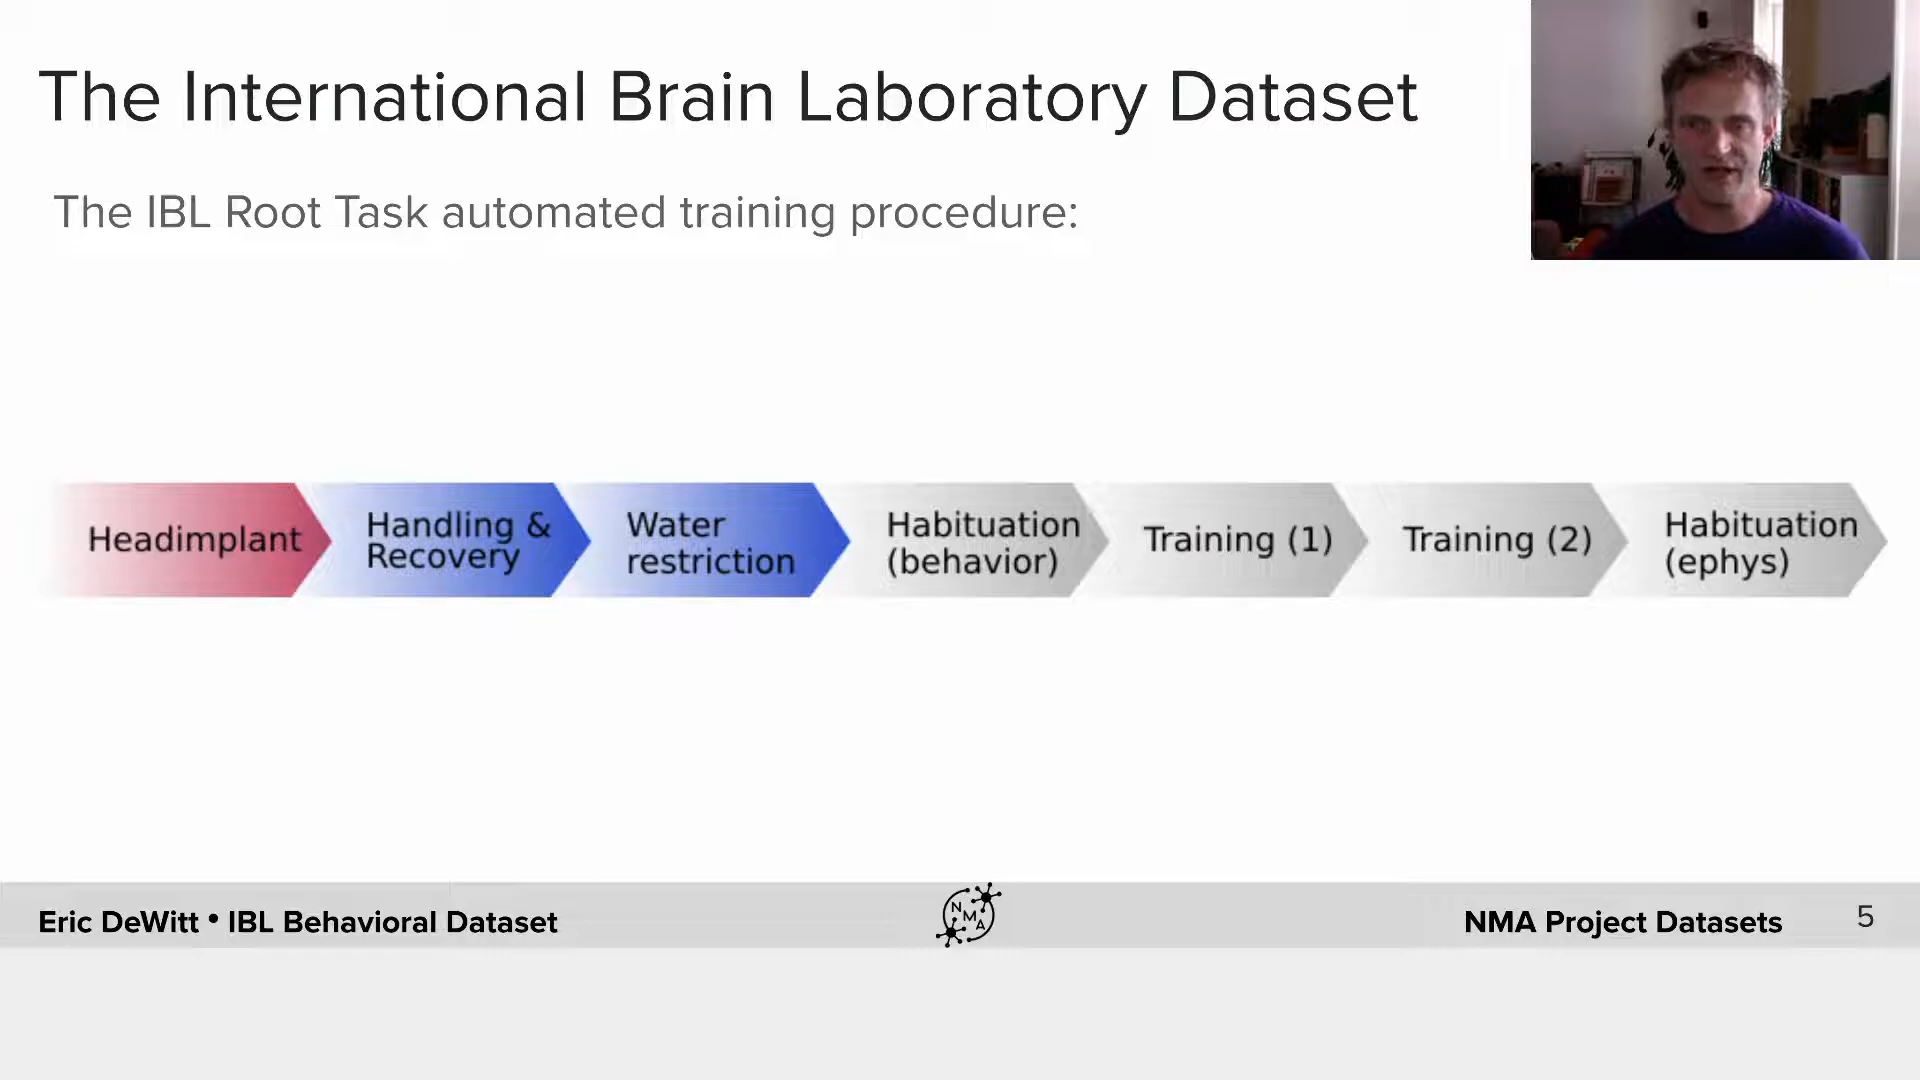 The International Brain Laboratory Dataset
The IBL Root Task automated training procedure:
Headimplant
Handling &
Recovery
Water
restriction
Habituation
(behavior)
Training (1)
Training (2)
Habituation
(ephys)
Eric DeWitt • IBL Behavioral Dataset
NMA
NMA Project Datasets
5